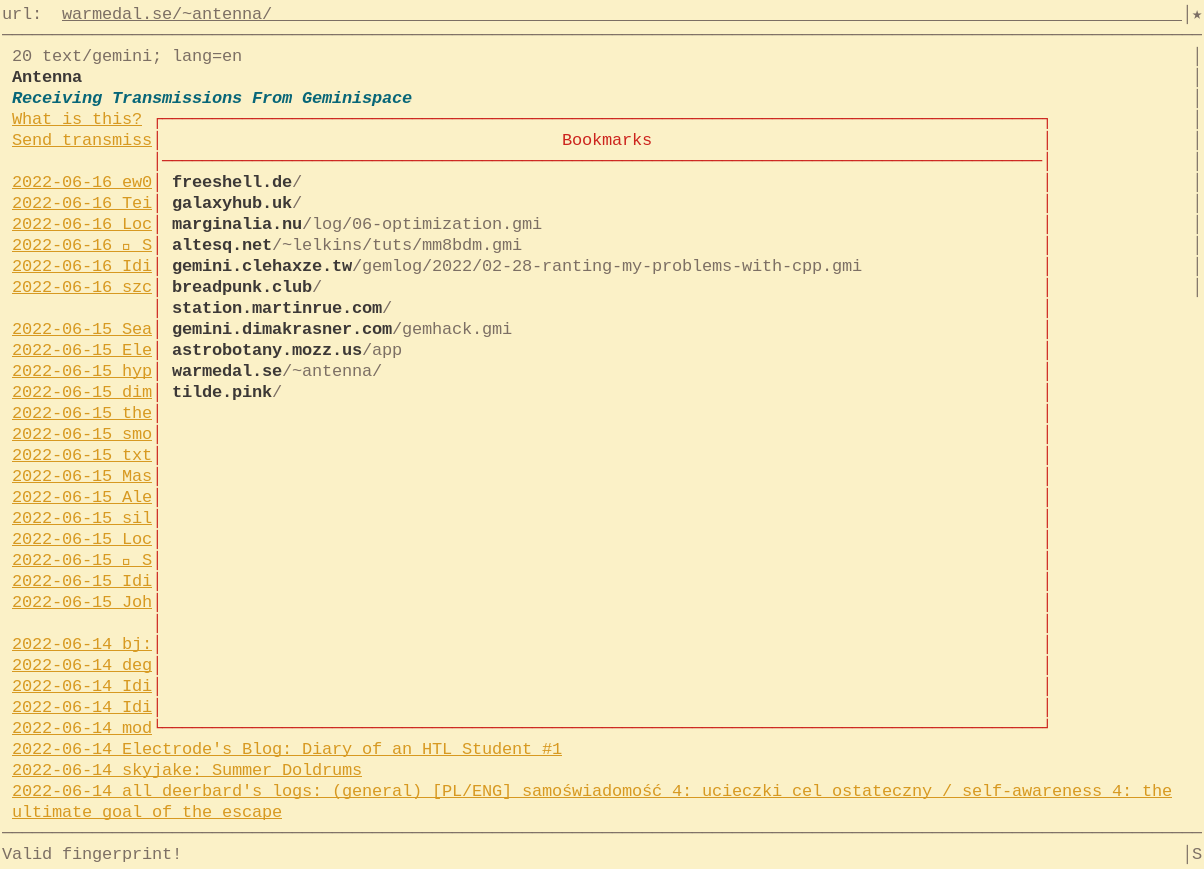 url: warmedal.se/~antenna/ ★
20 text/gemini; lang=en
Antenna
Receiving Transmissions From Geminispace
What is this?
Send transmiss
Bookmarks
2022-06-16 ew0
freeshell.de/
2022-06-16 Tei
galaxyhub.uk/
2022-06-16 Loc
marginalia.nu/log/06-optimization.gmi
2022-06-16 S
altesq.net/~lelkins/tuts/mm8bdm.gmi
2022-06-16 Idi
gemini.clehaxze.tw/gemlog/2022/02-28-ranting-my-problems-with-cpp.gmi
2022-06-16 szc
breadpunk.club/
station.martinrue.com/
2022-06-15 Sea
gemini.dimakrasner.com/gemhack.gmi
2022-06-15 Ele
astrobotany.mozz.us/app
2022-06-15 hyp
warmedal.se/~antenna/
2022-06-15 dim
tilde.pink/
2022-06-15 the
2022-06-15 smo
2022-06-15 txt
2022-06-15 Mas
2022-06-15 Ale
2022-06-15 sil
2022-06-15 Loc
2022-06-15 S
2022-06-15 Idi
2022-06-15 Joh
2022-06-14 bj:
2022-06-14 deg
2022-06-14 Idi
2022-06-14 Idi
2022-06-14 mod
2022-06-14 Electrode's Blog: Diary of an HTL Student #1
2022-06-14 skyjake: Summer Doldrums
2022-06-14 all deerbard's logs: (general) [PL/ENG] samoświadomość 4: ucieczki cel ostateczny / self-awareness 4: the
ultimate goal of the escape
Valid fingerprint! S